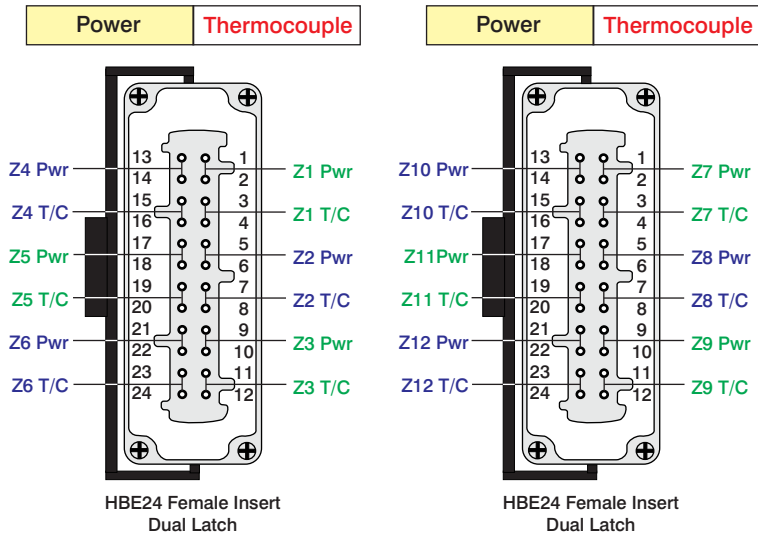 Power Thermocouple Power Thermocouple
13 1 13 1
Z4 Pwr Z1 Pwr Z10 Pwr Z7 Pwr
14 2 14 2
15 3 15 3
Z4 T/C Z1 T/C Z10 T/C Z7 T/C
16 4 16 4
17 5 17 5
Z5 Pwr Z2 Pwr Z11Pwr Z8 Pwr
18 6 18 6
19 7 19 7
Z5 T/C Z2 T/C Z11 T/C Z8 T/C
20 8 20 8
21 9 21 9
Z6 Pwr Z3 Pwr Z12 Pwr Z9 Pwr
22 10 22 10
23 11 23 11
Z6 T/C Z3 T/C Z12 T/C Z9 T/C
24 12 24 12
HBE24 Female Insert HBE24 Female Insert
Dual Latch Dual Latch